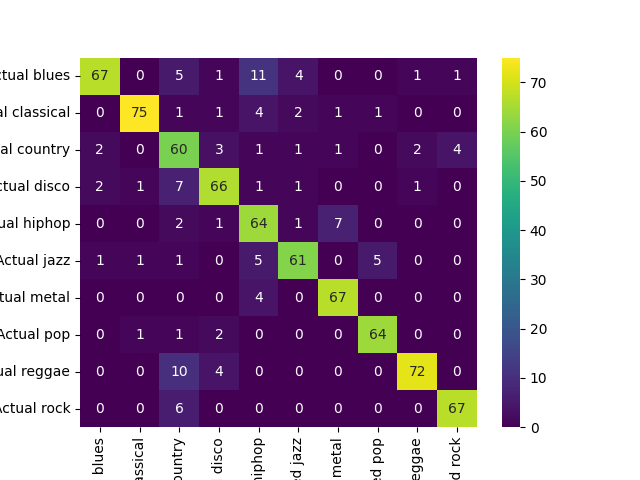 ctual blues 67 0 5 1 11 4 0 0 1 1
al classical 0 75 1 1 4 2 1 1 0 0
al country 2 0 60 3 1 1 1 0 2 4
ctual disco 2 1 7 66 1 1 0 0 1 0
ual hiphop 0 0 2 1 64 1 7 0 0 0
Actual jazz 1 1 1 0 5 61 0 5 0 0
tual metal 0 0 0 0 4 0 67 0 0 0
Actual pop 0 1 1 2 0 0 0 64 0 0
ual reggae 0 0 10 4 0 0 0 0 72 0
Actual rock 0 0 6 0 0 0 0 0 0 67
blues
assical
ountry
disco
hiphop
ed jazz
metal
ed pop
eggae
d rock
70
60
50
40
30
20
10
0